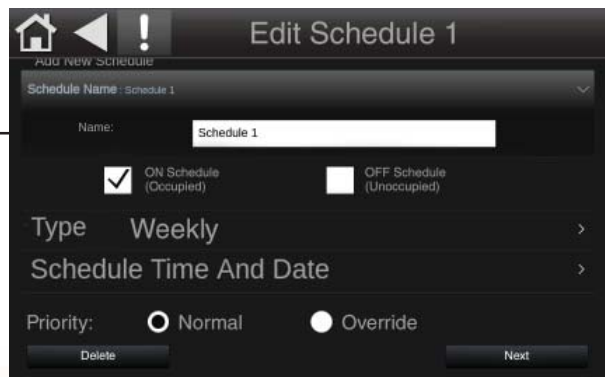 Edit Schedule 1
Add New Schedule
Schedule Name : Schedule 1
Name:
Schedule 1
ON Schedule
(Occupied)
OFF Schedule
(Unoccupied)
Type Weekly
Schedule Time And Date
Priority: Normal Override
Delete Next